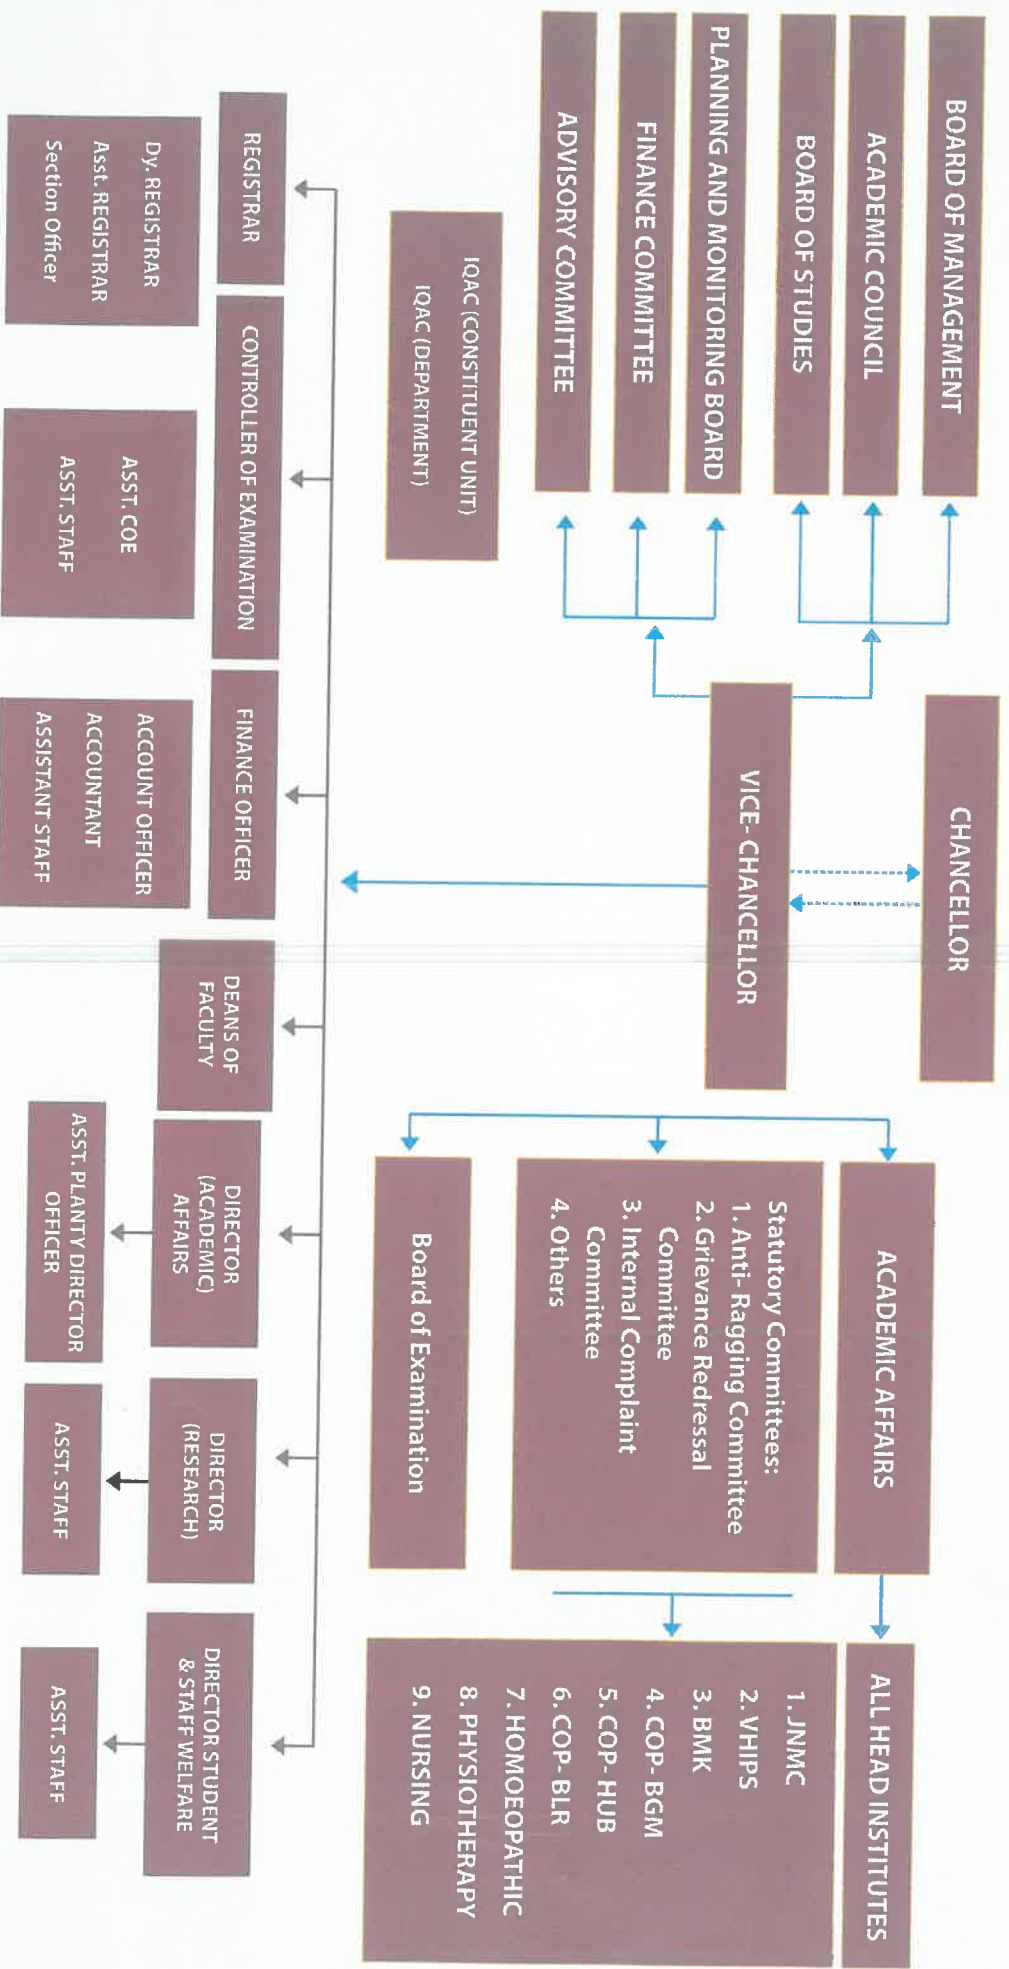 CHANCELLOR
VICE- CHANCELLOR
BOARD OF MANAGEMENT
ACADEMIC COUNCIL
BOARD OF STUDIES
PLANNING AND MONITORING BOARD
FINANCE COMMITTEE
ADVISORY COMMITTEE
IQAC (CONSTITUENT UNIT)
IQAC (DEPARTMENT)
ACADEMIC AFFAIRS
Statutory Committees:
1. Anti- Ragging Committee
2. Grievance Redressal
Committee
3. Internal Complaint
Committee
4. Others
Board of Examination
ALL HEAD INSTITUTES
1. JNMC
2. VHIPS
3. BMK
4. COP- BGM
5. COP- HUB
6. COP- BLR
7. HOMOEOPATHIC
8. PHYSIOTHERAPY
9. NURSING
REGISTRAR
Dy. REGISTRAR
Asst. REGISTRAR
Section Officer
CONTROLLER OF EXAMINATION
ASST. COE
ASST. STAFF
FINANCE OFFICER
ACCOUNT OFFICER
ACCOUNTANT
ASSISTANT STAFF
DEANS OF
FACULTY
DIRECTOR
(ACADEMIC)
AFFAIRS
ASST. PLANTY DIRECTOR
OFFICER
DIRECTOR
(RESEARCH)
ASST. STAFF
DIRECTOR STUDENT
& STAFF WELFARE
ASST. STAFF